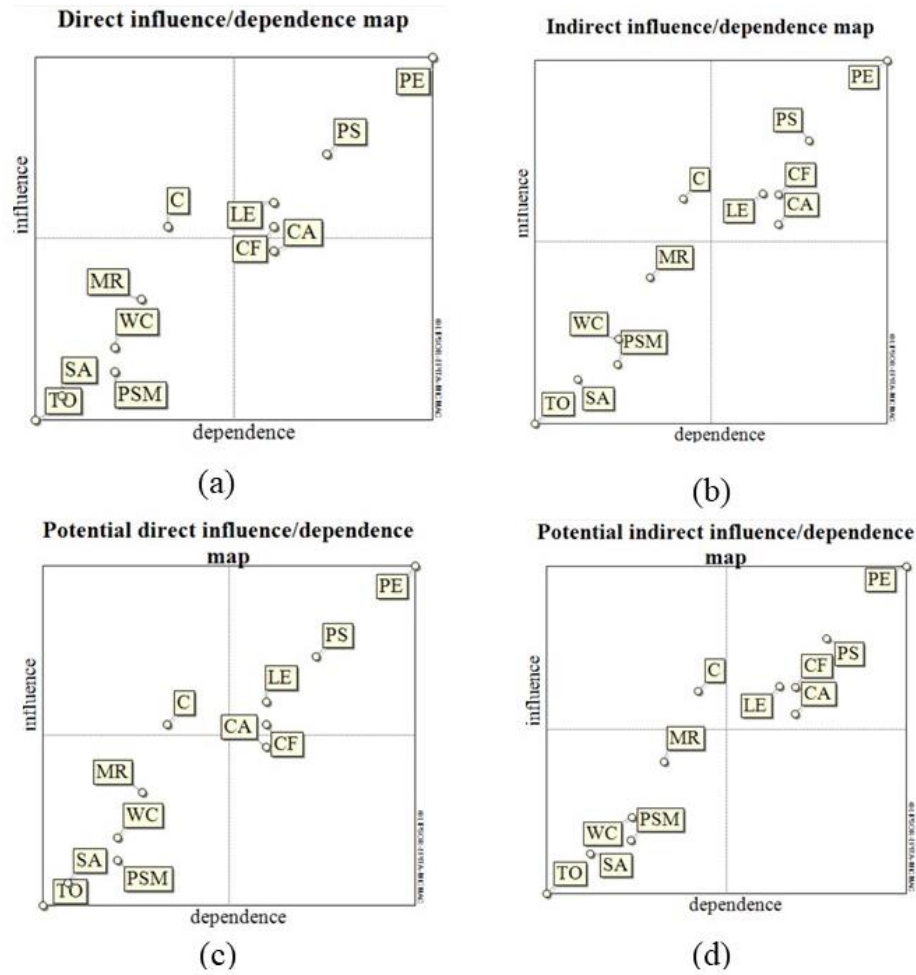 Direct influence/dependence map
PE
PS
C
LE
CA
CF
MR
WC
SA
TO
PSM
influence
dependence
(a)
Indirect influence/dependence map
PE
PS
CF
C
CA
LE
MR
WC
PSM
TO
SA
influence
dependence
(b)
Potential direct influence/dependence
map
PE
PS
LE
C
CA
CF
MR
WC
SA
TO
PSM
influence
dependence
(c)
Potential indirect influence/dependence
map
PE
PS
CF
C
CA
LE
MR
PSM
WC
TO
SA
influence
dependence
(d)